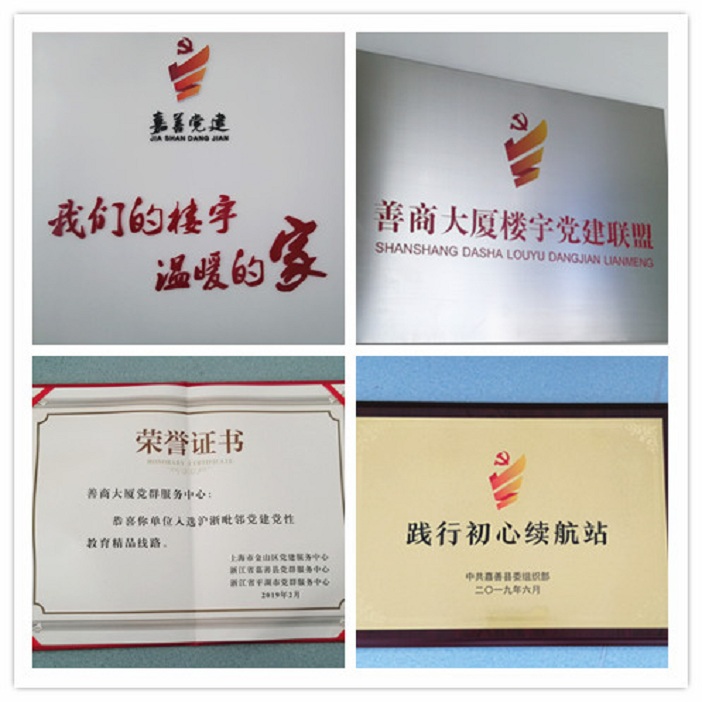 嘉善党建
JIA SHAN DANG JIAN
我们的楼宇
温暖的家
善商大厦楼宇党建联盟
SHANSHANG DASHA LOUYU DANGJIAN LIANMENG
荣誉证书
HONORARY CERTIFICATE
善商大厦党群服务中心：
恭喜你单位入选沪浙毗邻党建党性
教育精品线路。
上海市金山区党建服务中心
浙江省嘉善县党群服务中心
浙江省平湖市党群服务中心
2019年2月
践行初心续航站
中共嘉善县委组织部
二〇一九年六月